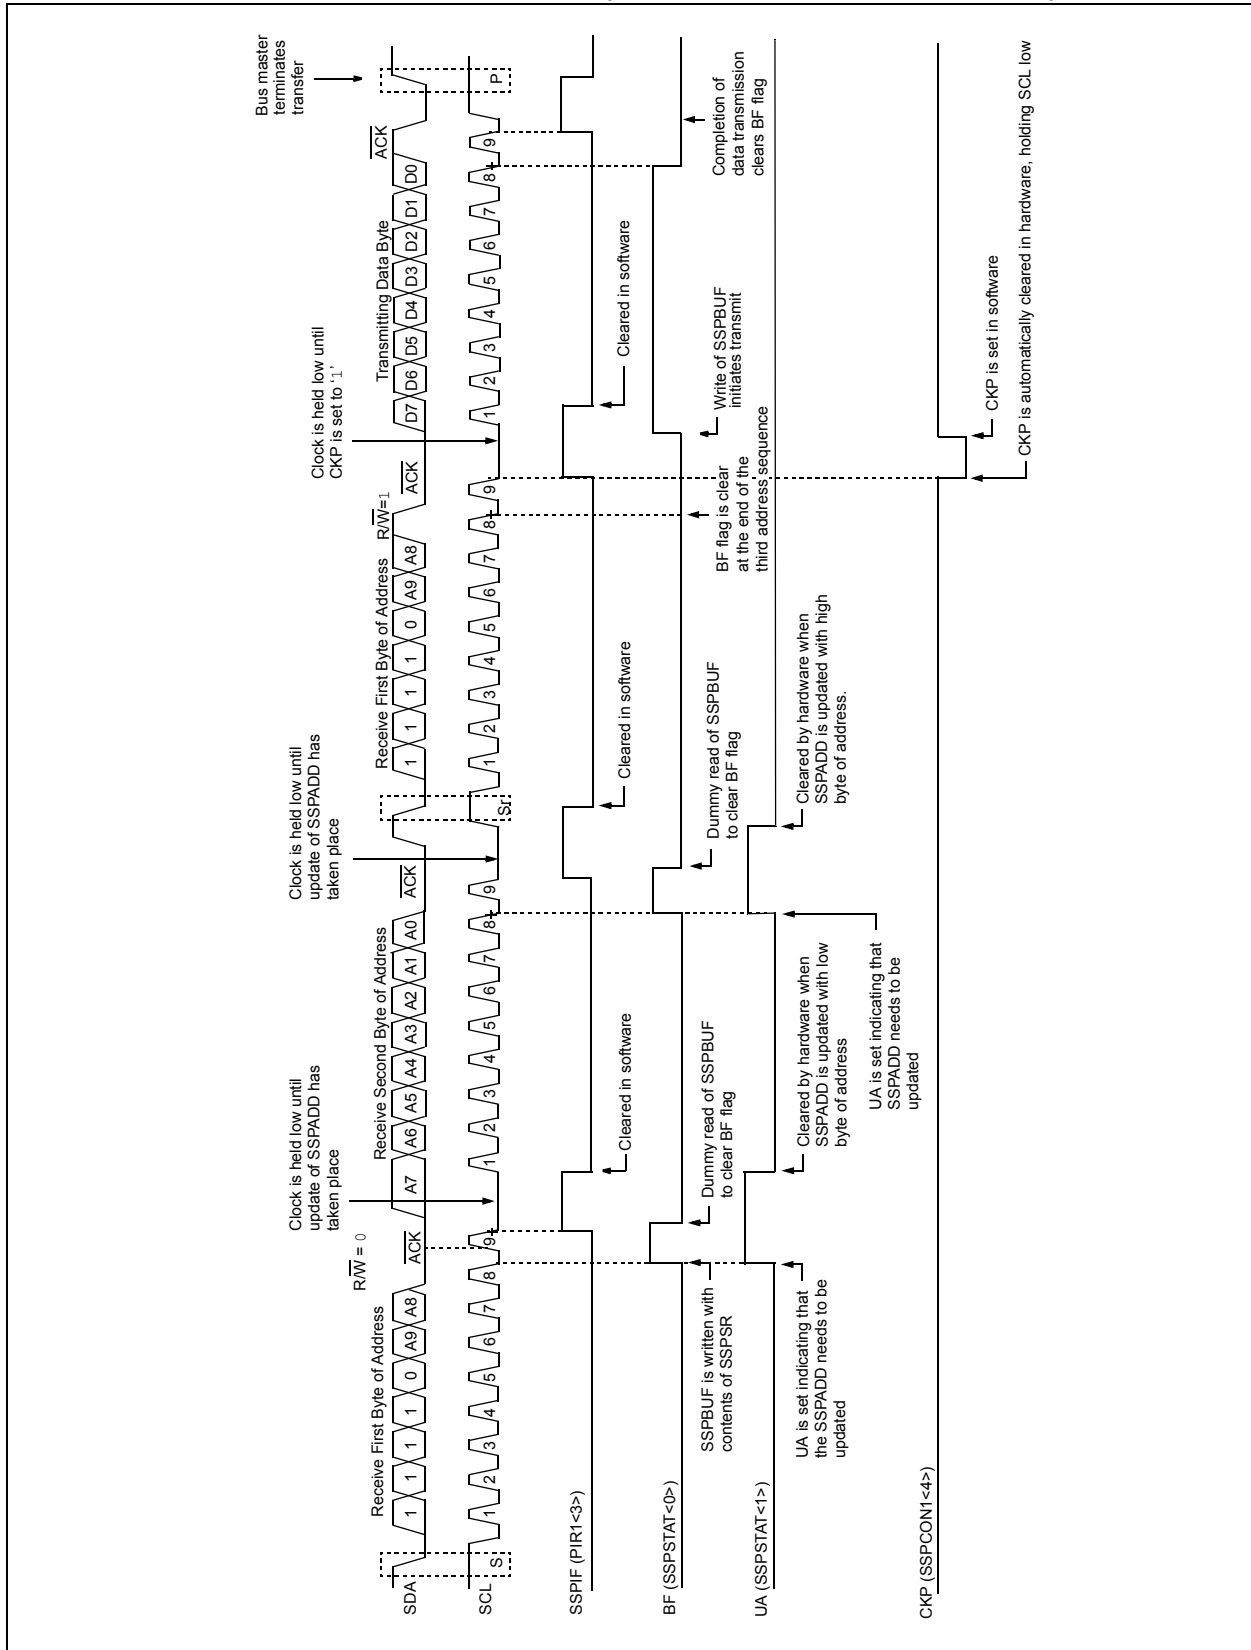 Bus master
terminates
transfer
Clock is held low until
CKP is set to ‘1’
Clock is held low until
update of SSPADD has
taken place
Clock is held low until
update of SSPADD has
taken place
Receive First Byte of Address
R/W = 0
ACK
Receive Second Byte of Address
ACK
Receive First Byte of Address
R/W=1
ACK
Transmitting Data Byte
ACK
SDA
1 1 1 1 0 A9 A8
A7 A6 A5 A4 A3 A2 A1 A0
1 1 1 1 0 A9 A8
D7 D6 D5 D4 D3 D2 D1 D0
SCL
S
1 2 3 4 5 6 7 8 9
1 2 3 4 5 6 7 8 9
Sr
1 2 3 4 5 6 7 8 9
1 2 3 4 5 6 7 8 9
P
SSPIF (PIR1<3>)
Cleared in software
Cleared in software
Cleared in software
BF (SSPSTAT<0>)
SSPBUF is written with
contents of SSPSR
Dummy read of SSPBUF
to clear BF flag
Dummy read of SSPBUF
to clear BF flag
BF flag is clear
at the end of the
third address sequence
Write of SSPBUF
initiates transmit
Completion of
data transmission
clears BF flag
UA (SSPSTAT<1>)
UA is set indicating that
the SSPADD needs to be
updated
Cleared by hardware when
SSPADD is updated with low
byte of address
UA is set indicating that
SSPADD needs to be
updated
Cleared by hardware when
SSPADD is updated with high
byte of address.
CKP (SSPCON1<4>)
CKP is set in software
CKP is automatically cleared in hardware, holding SCL low